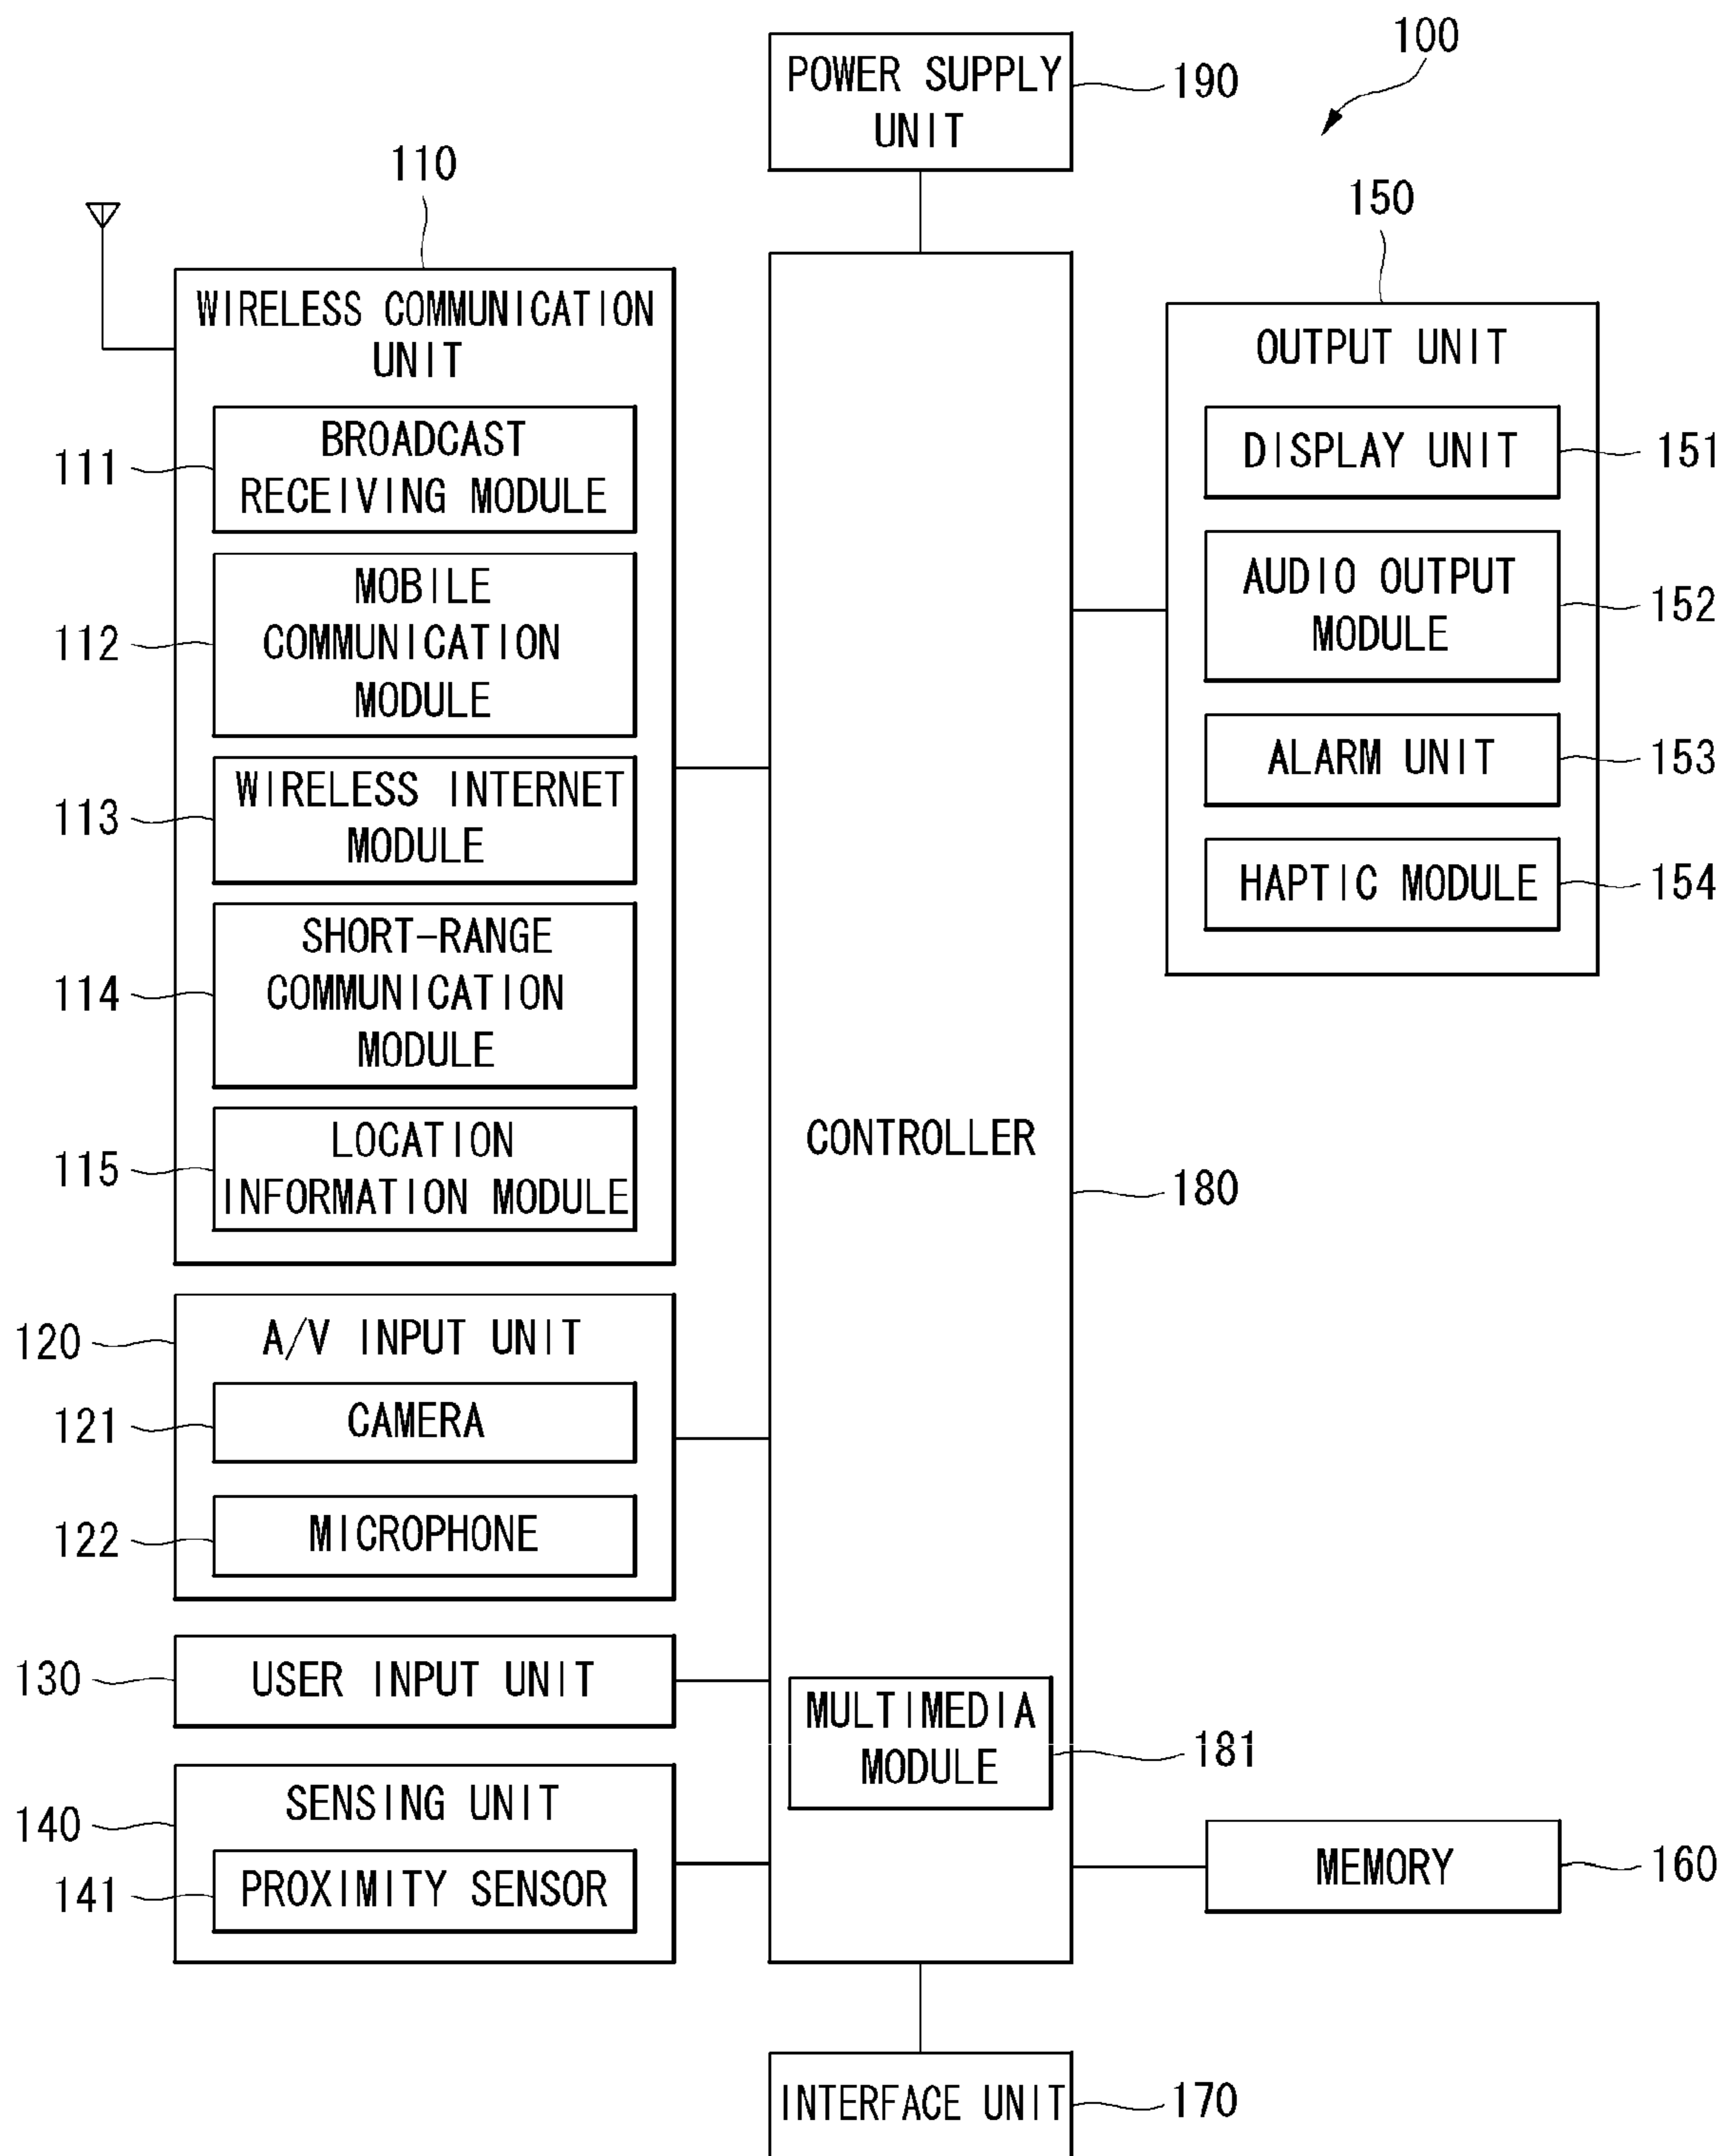 100
POWER SUPPLY
UNIT
190
110
WIRELESS COMMUNICATION
UNIT
BROADCAST
RECEIVING MODULE
111
MOBILE
COMMUNICATION
MODULE
112
WIRELESS INTERNET
MODULE
113
SHORT-RANGE
COMMUNICATION
MODULE
114
LOCATION
INFORMATION MODULE
115
120
A/V INPUT UNIT
CAMERA
121
MICROPHONE
122
130
USER INPUT UNIT
140
SENSING UNIT
141
PROXIMITY SENSOR
CONTROLLER
180
MULTIMEDIA
MODULE
181
150
OUTPUT UNIT
DISPLAY UNIT
151
AUDIO OUTPUT
MODULE
152
ALARM UNIT
153
HAPTIC MODULE
154
MEMORY
160
INTERFACE UNIT
170